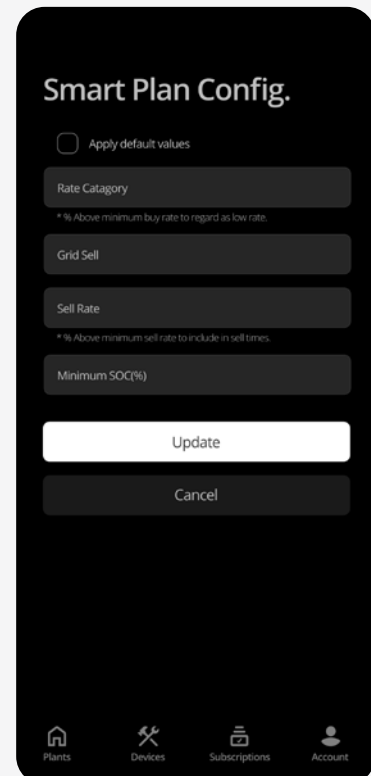 Smart Plan Config.
Apply default values
Rate Catagory
* % Above minimum buy rate to regard as low rate.
Grid Sell
Sell Rate
* % Above minimum sell rate to include in sell times.
Minimum SOC(%)
Update
Cancel
Plants Devices Subscriptions Account